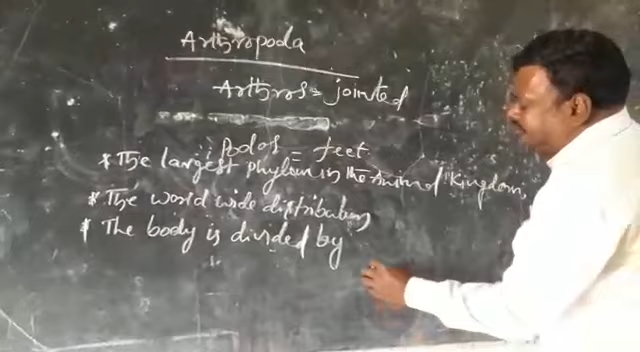 Arthropoda
Arthros = jointed
Podos = feet.
* The largest phylum in the Animal Kingdom,
* The world wide distribution
* The body is divided by